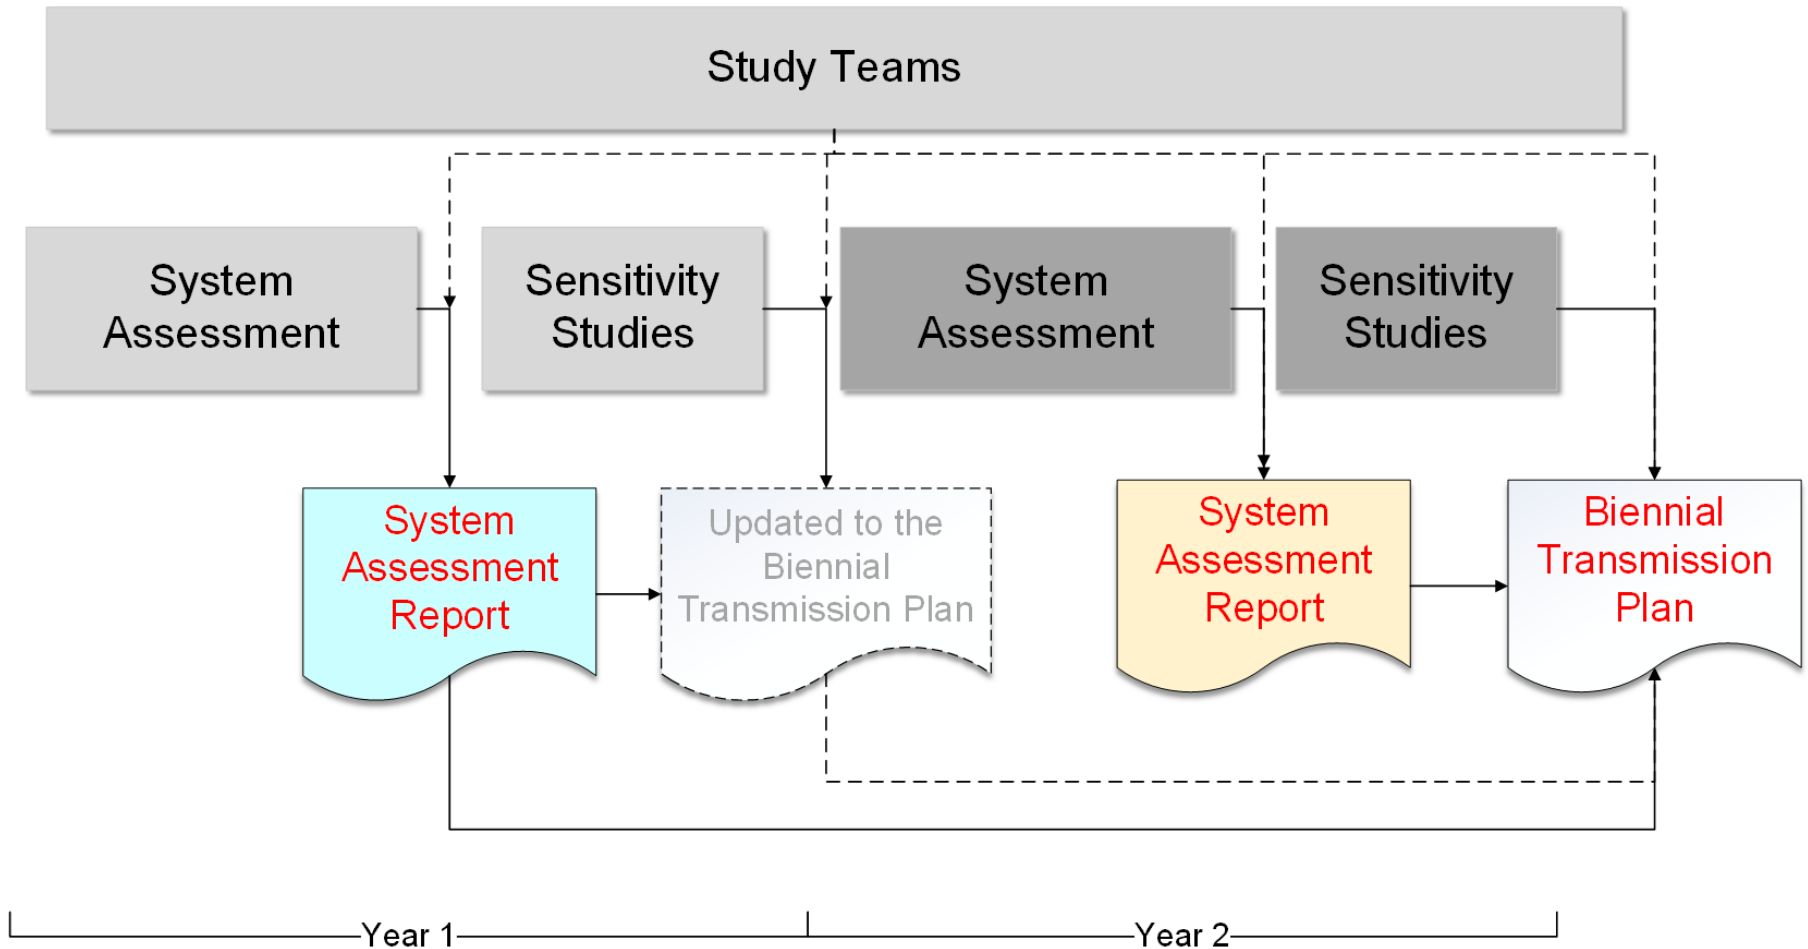 Study Teams
System
Assessment
Sensitivity
Studies
System
Assessment
Sensitivity
Studies
System
Assessment
Report
Updated to the
Biennial
Transmission Plan
System
Assessment
Report
Biennial
Transmission
Plan
Year 1
Year 2